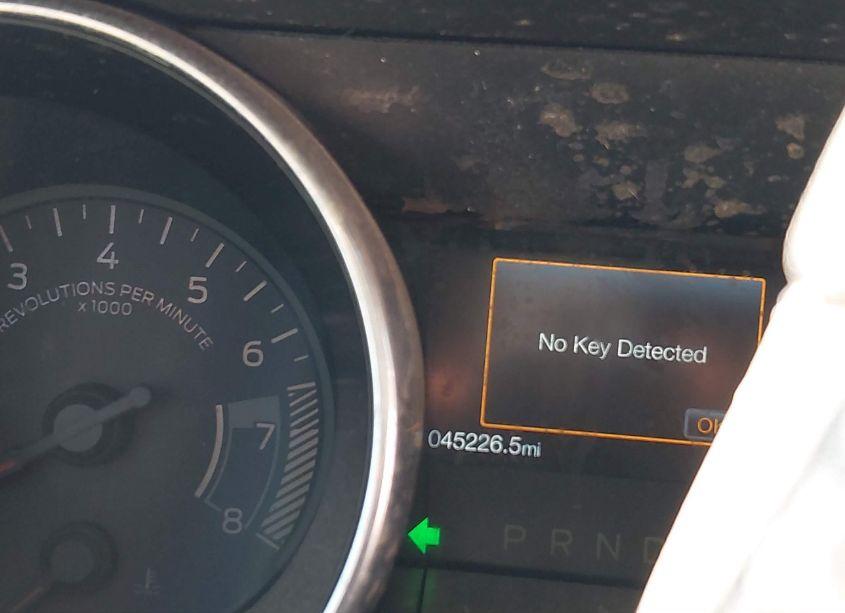 3
4
5
6
7
8
REVOLUTIONS PER MINUTE
x1000
No Key Detected
045226.5mi
P R N D